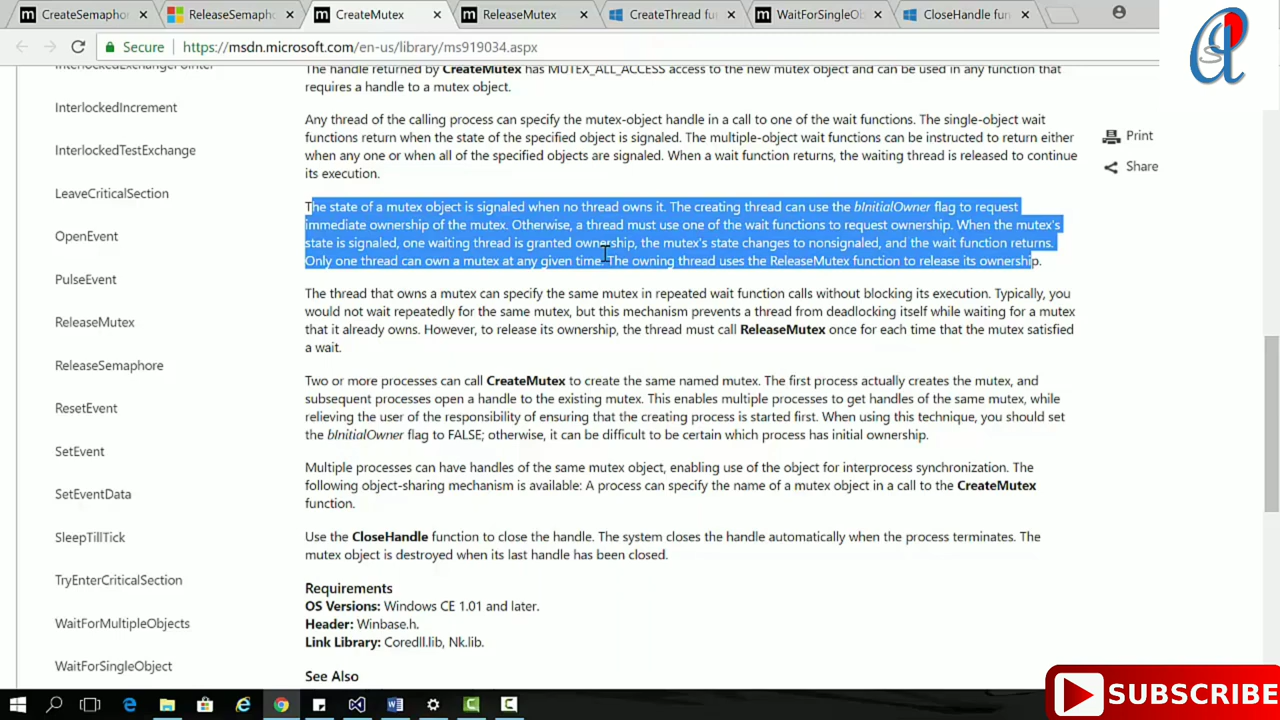 CreateSemapho
ReleaseSemaph
CreateMutex
ReleaseMutex
CreateThread fu
WaitForSingleOb
CloseHandle fun
Secure
https://msdn.microsoft.com/en-us/library/ms919034.aspx
InterlockedExchangePointer
InterlockedIncrement
InterlockedTestExchange
LeaveCriticalSection
OpenEvent
PulseEvent
ReleaseMutex
ReleaseSemaphore
ResetEvent
SetEvent
SetEventData
SleepTillTick
TryEnterCriticalSection
WaitForMultipleObjects
WaitForSingleObject
The handle returned by CreateMutex has MUTEX_ALL_ACCESS access to the new mutex object and can be used in any function that
requires a handle to a mutex object.
Any thread of the calling process can specify the mutex-object handle in a call to one of the wait functions. The single-object wait
functions return when the state of the specified object is signaled. The multiple-object wait functions can be instructed to return either
when any one or when all of the specified objects are signaled. When a wait function returns, the waiting thread is released to continue
its execution.
The state of a mutex object is signaled when no thread owns it. The creating thread can use the bInitialOwner flag to request
immediate ownership of the mutex. Otherwise, a thread must use one of the wait functions to request ownership. When the mutex's
state is signaled, one waiting thread is granted ownership, the mutex's state changes to nonsignaled, and the wait function returns.
Only one thread can own a mutex at any given time. The owning thread uses the ReleaseMutex function to release its ownership.
The thread that owns a mutex can specify the same mutex in repeated wait function calls without blocking its execution. Typically, you
would not wait repeatedly for the same mutex, but this mechanism prevents a thread from deadlocking itself while waiting for a mutex
that it already owns. However, to release its ownership, the thread must call ReleaseMutex once for each time that the mutex satisfied
a wait.
Two or more processes can call CreateMutex to create the same named mutex. The first process actually creates the mutex, and
subsequent processes open a handle to the existing mutex. This enables multiple processes to get handles of the same mutex, while
relieving the user of the responsibility of ensuring that the creating process is started first. When using this technique, you should set
the bInitialOwner flag to FALSE; otherwise, it can be difficult to be certain which process has initial ownership.
Multiple processes can have handles of the same mutex object, enabling use of the object for interprocess synchronization. The
following object-sharing mechanism is available: A process can specify the name of a mutex object in a call to the CreateMutex
function.
Use the CloseHandle function to close the handle. The system closes the handle automatically when the process terminates. The
mutex object is destroyed when its last handle has been closed.
Requirements
OS Versions: Windows CE 1.01 and later.
Header: Winbase.h.
Link Library: Coredll.lib, Nk.lib.
See Also
Print
Share
SUBSCRIBE